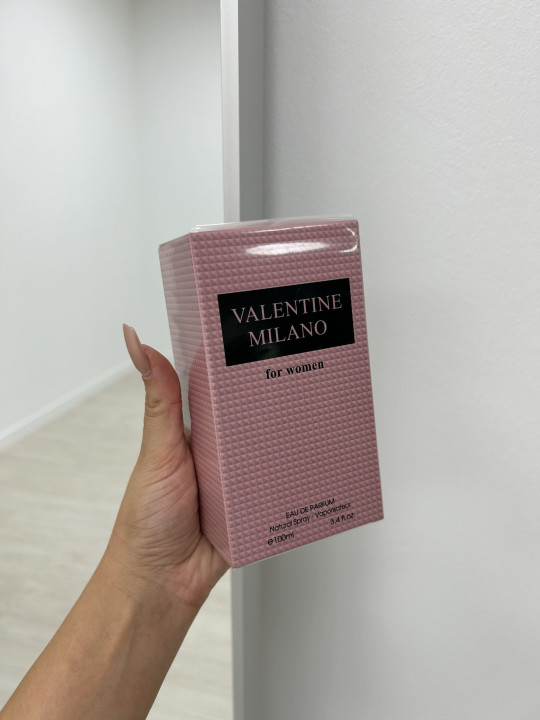 VALENTINE
MILANO
for women
EAU DE PARFUM
Natural Spray - Vaporisateur
℮100ml 3.4 fl.oz